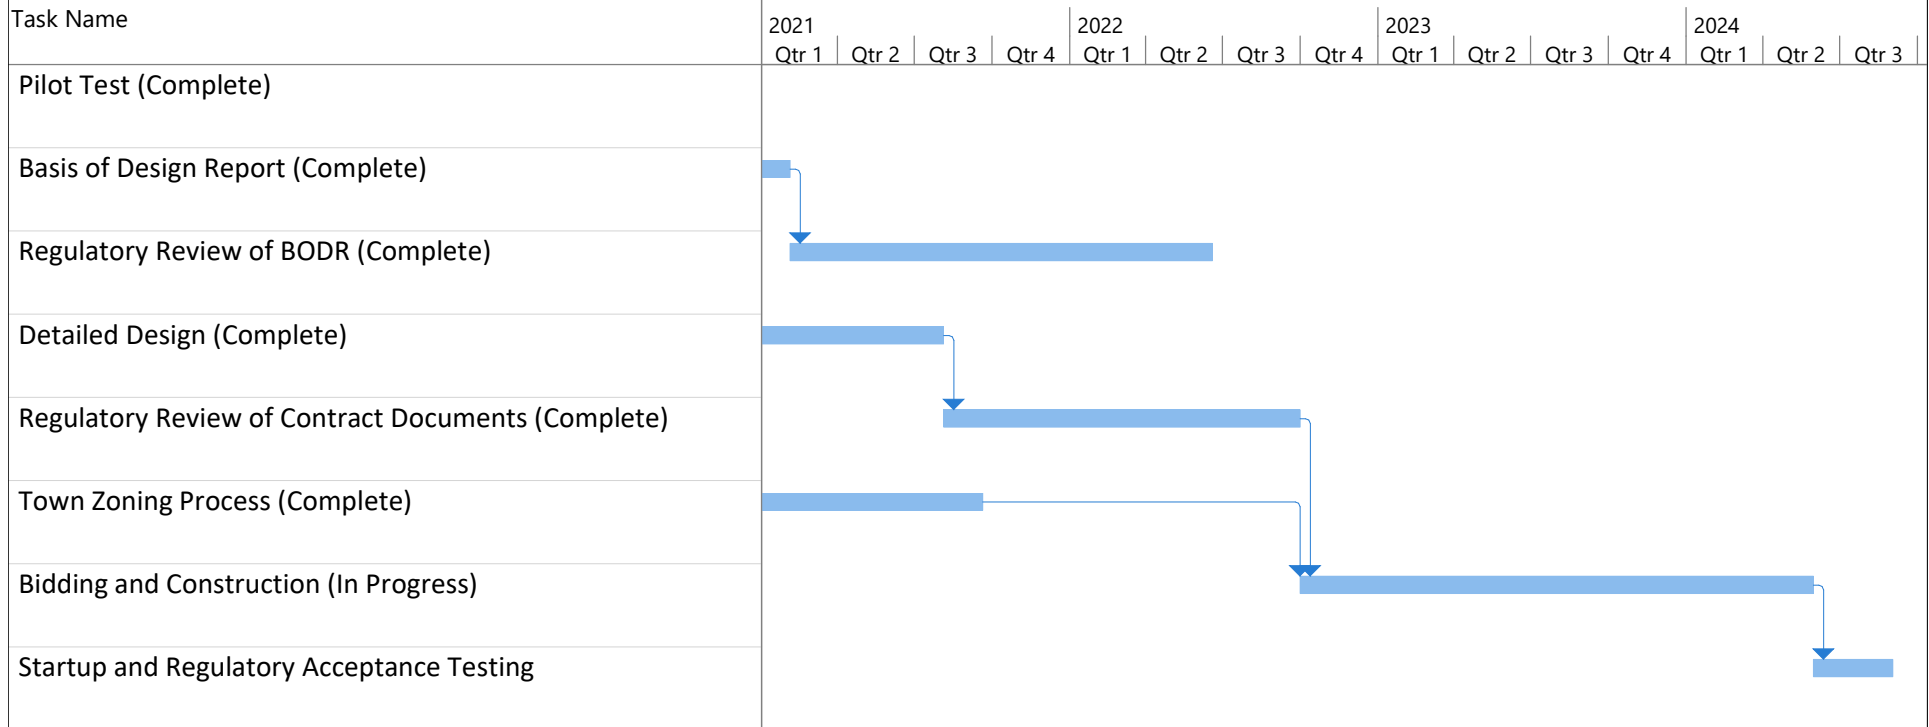 Task Name
2021 2022 2023 2024
Qtr 1 Qtr 2 Qtr 3 Qtr 4 Qtr 1 Qtr 2 Qtr 3 Qtr 4 Qtr 1 Qtr 2 Qtr 3 Qtr 4 Qtr 1 Qtr 2 Qtr 3
Pilot Test (Complete)
Basis of Design Report (Complete)
Regulatory Review of BODR (Complete)
Detailed Design (Complete)
Regulatory Review of Contract Documents (Complete)
Town Zoning Process (Complete)
Bidding and Construction (In Progress)
Startup and Regulatory Acceptance Testing